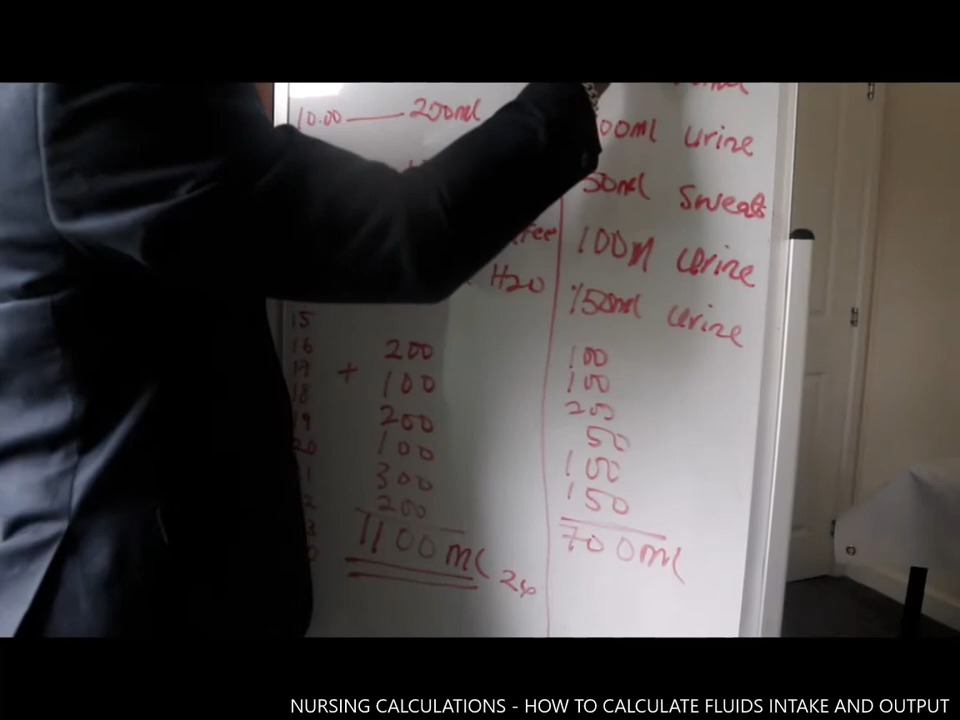 10.00 — 200ml
00ml Urine
50ml Sweats
100m Urine
H20
150ml Urine
15
16 200 100
17 + 100 100
18
19 200 200
20 100 50
300 100
200 150
1100ml 700ml
NURSING CALCULATIONS - HOW TO CALCULATE FLUIDS INTAKE AND OUTPUT